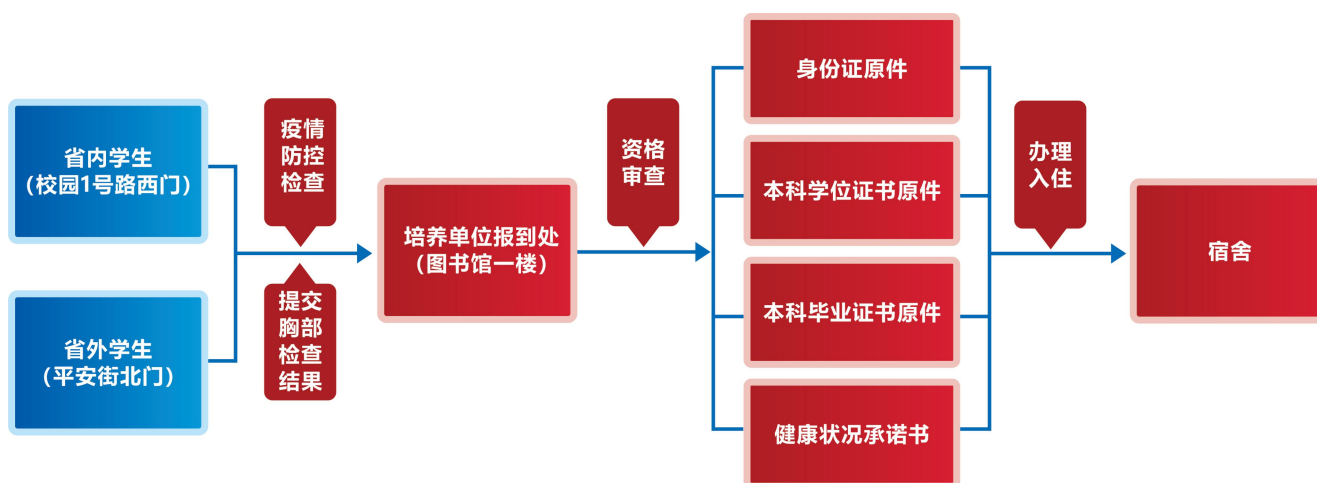 省内学生
（校园1号路西门）
省外学生
（平安街北门）
疫情
防控
检查
提交
胸部
检查
结果
培养单位报到处
（图书馆一楼）
资格
审查
身份证原件
本科学位证书原件
本科毕业证书原件
健康状况承诺书
办理
入住
宿舍